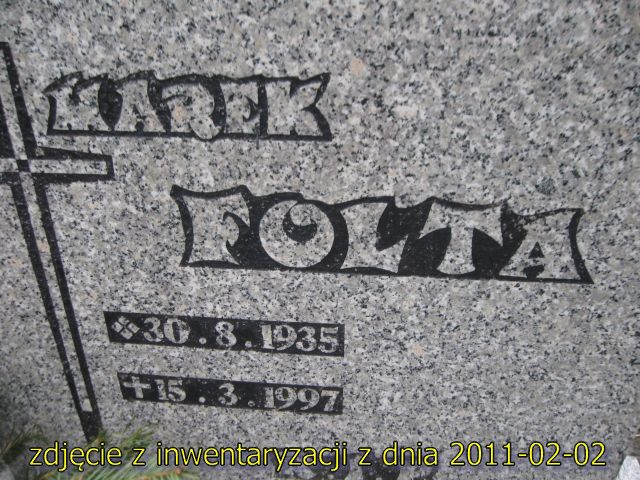 MAREK
FOLTA
30.8.1935
15.3.1997
zdjęcie z inwentaryzacji z dnia 2011-02-02